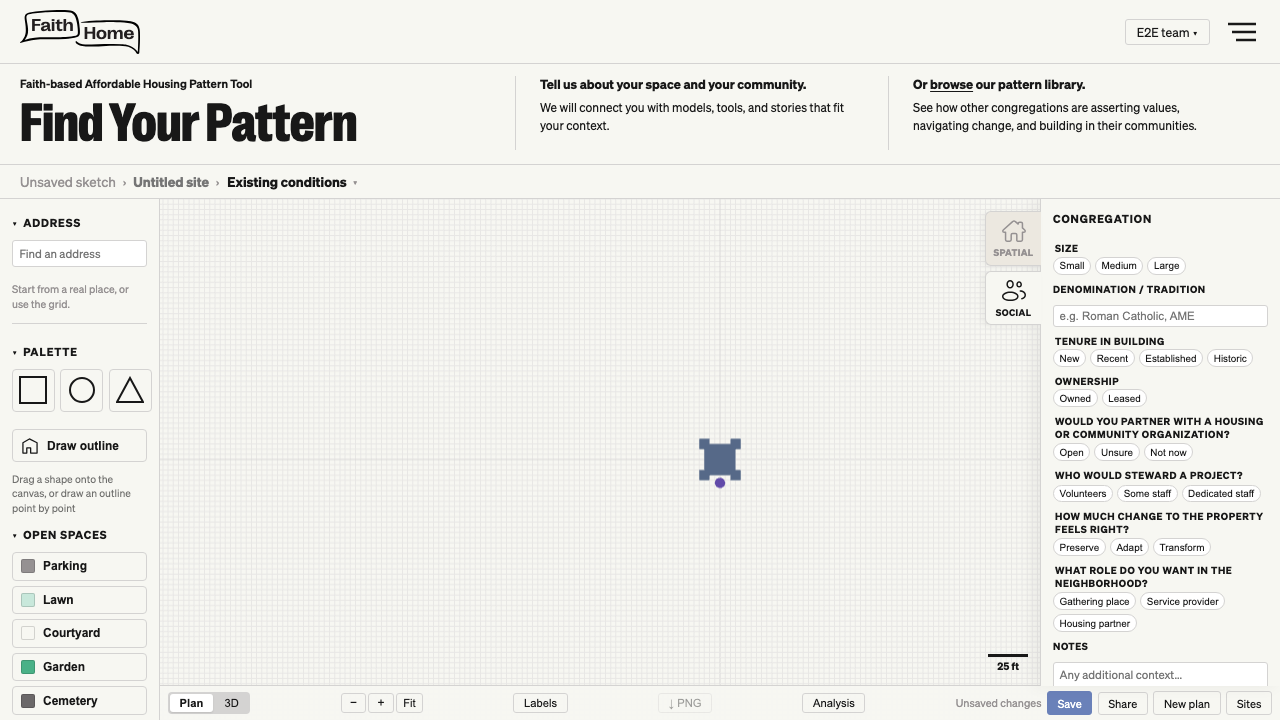 Faith
Home
E2E team ▾
Faith-based Affordable Housing Pattern Tool
Find Your Pattern
Tell us about your space and your community.
We will connect you with models, tools, and stories that fit
your context.
Or browse our pattern library.
See how other congregations are asserting values,
navigating change, and building in their communities.
Unsaved sketch › Untitled site › Existing conditions ▾
▾ ADDRESS
Find an address
Start from a real place, or
use the grid.
▾ PALETTE
Draw outline
Drag a shape onto the
canvas, or draw an outline
point by point
▾ OPEN SPACES
Parking
Lawn
Courtyard
Garden
Cemetery
SPATIAL
SOCIAL
25 ft
CONGREGATION
SIZE
Small Medium Large
DENOMINATION / TRADITION
e.g. Roman Catholic, AME
TENURE IN BUILDING
New Recent Established Historic
OWNERSHIP
Owned Leased
WOULD YOU PARTNER WITH A HOUSING
OR COMMUNITY ORGANIZATION?
Open Unsure Not now
WHO WOULD STEWARD A PROJECT?
Volunteers Some staff Dedicated staff
HOW MUCH CHANGE TO THE PROPERTY
FEELS RIGHT?
Preserve Adapt Transform
WHAT ROLE DO YOU WANT IN THE
NEIGHBORHOOD?
Gathering place Service provider
Housing partner
NOTES
Any additional context...
Plan 3D − + Fit Labels ↓ PNG Analysis Unsaved changes Save Share New plan Sites